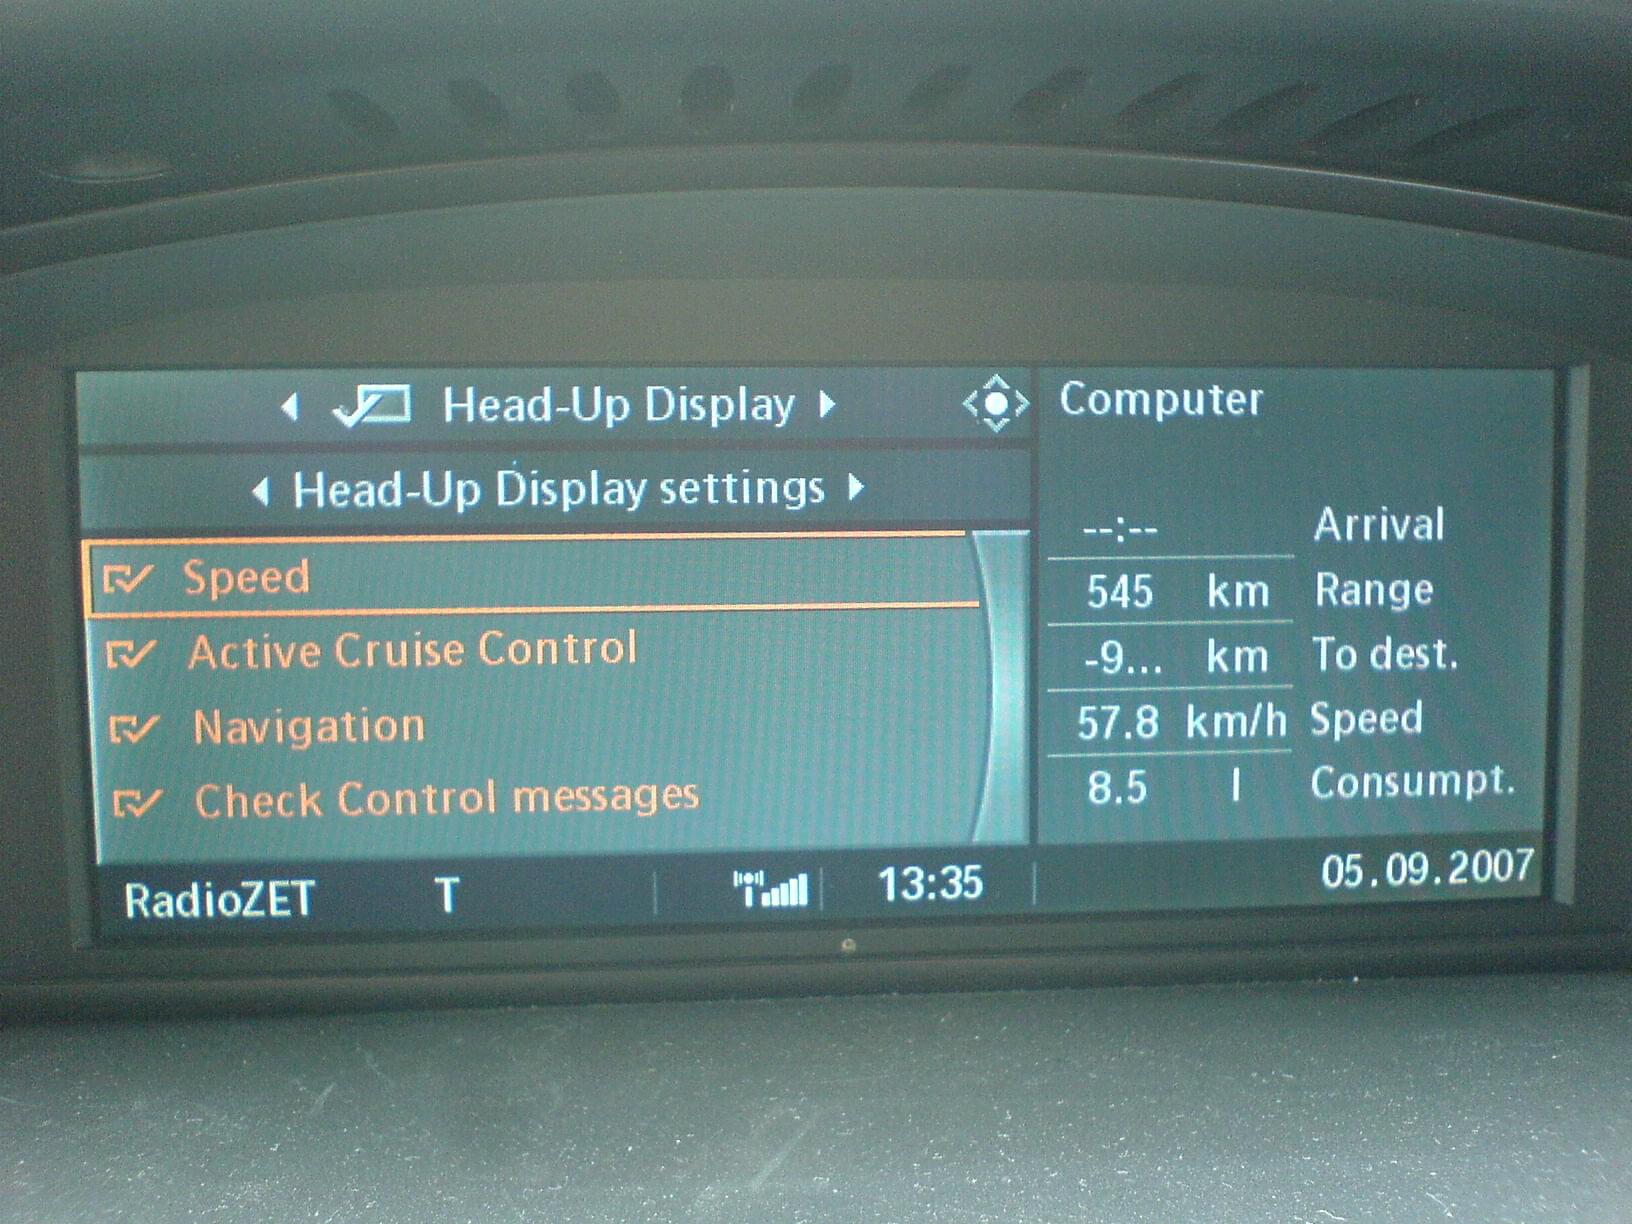 Head-Up Display
Head-Up Display settings
Speed
Active Cruise Control
Navigation
Check Control messages
Computer
--:-- Arrival
545 km Range
-9... km To dest.
57.8 km/h Speed
8.5 l Consumpt.
RadioZET T 13:35 05.09.2007